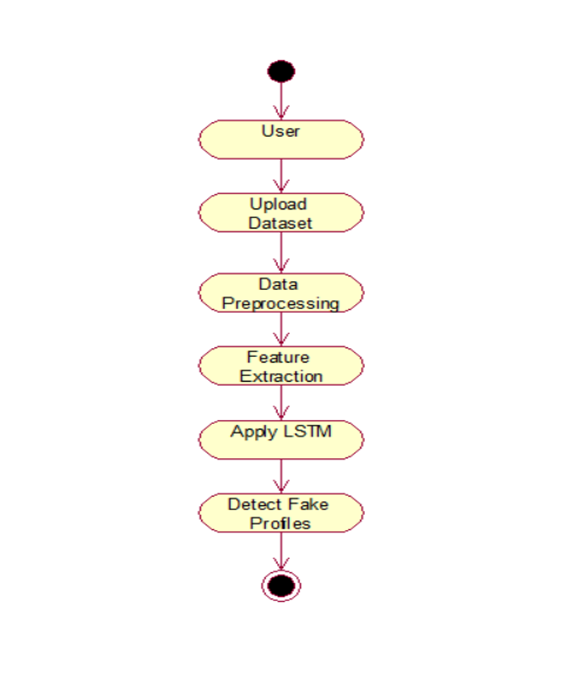 User
Upload
Dataset
Data
Preprocessing
Feature
Extraction
Apply LSTM
Detect Fake
Profiles